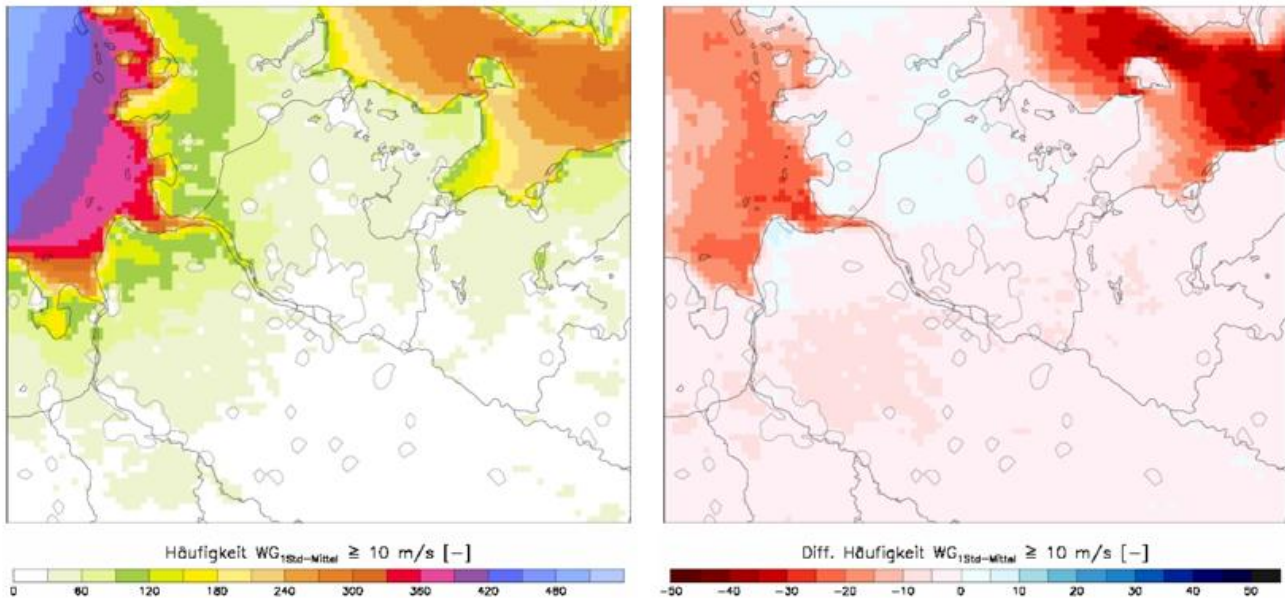 Häufigkeit WG1Std-Mittel ≧ 10 m/s [-]
0 60 120 180 240 300 360 420 480
Diff. Häufigkeit WG1Std-Mittel ≧ 10 m/s [-]
-50 -40 -30 -20 -10 0 10 20 30 40 50